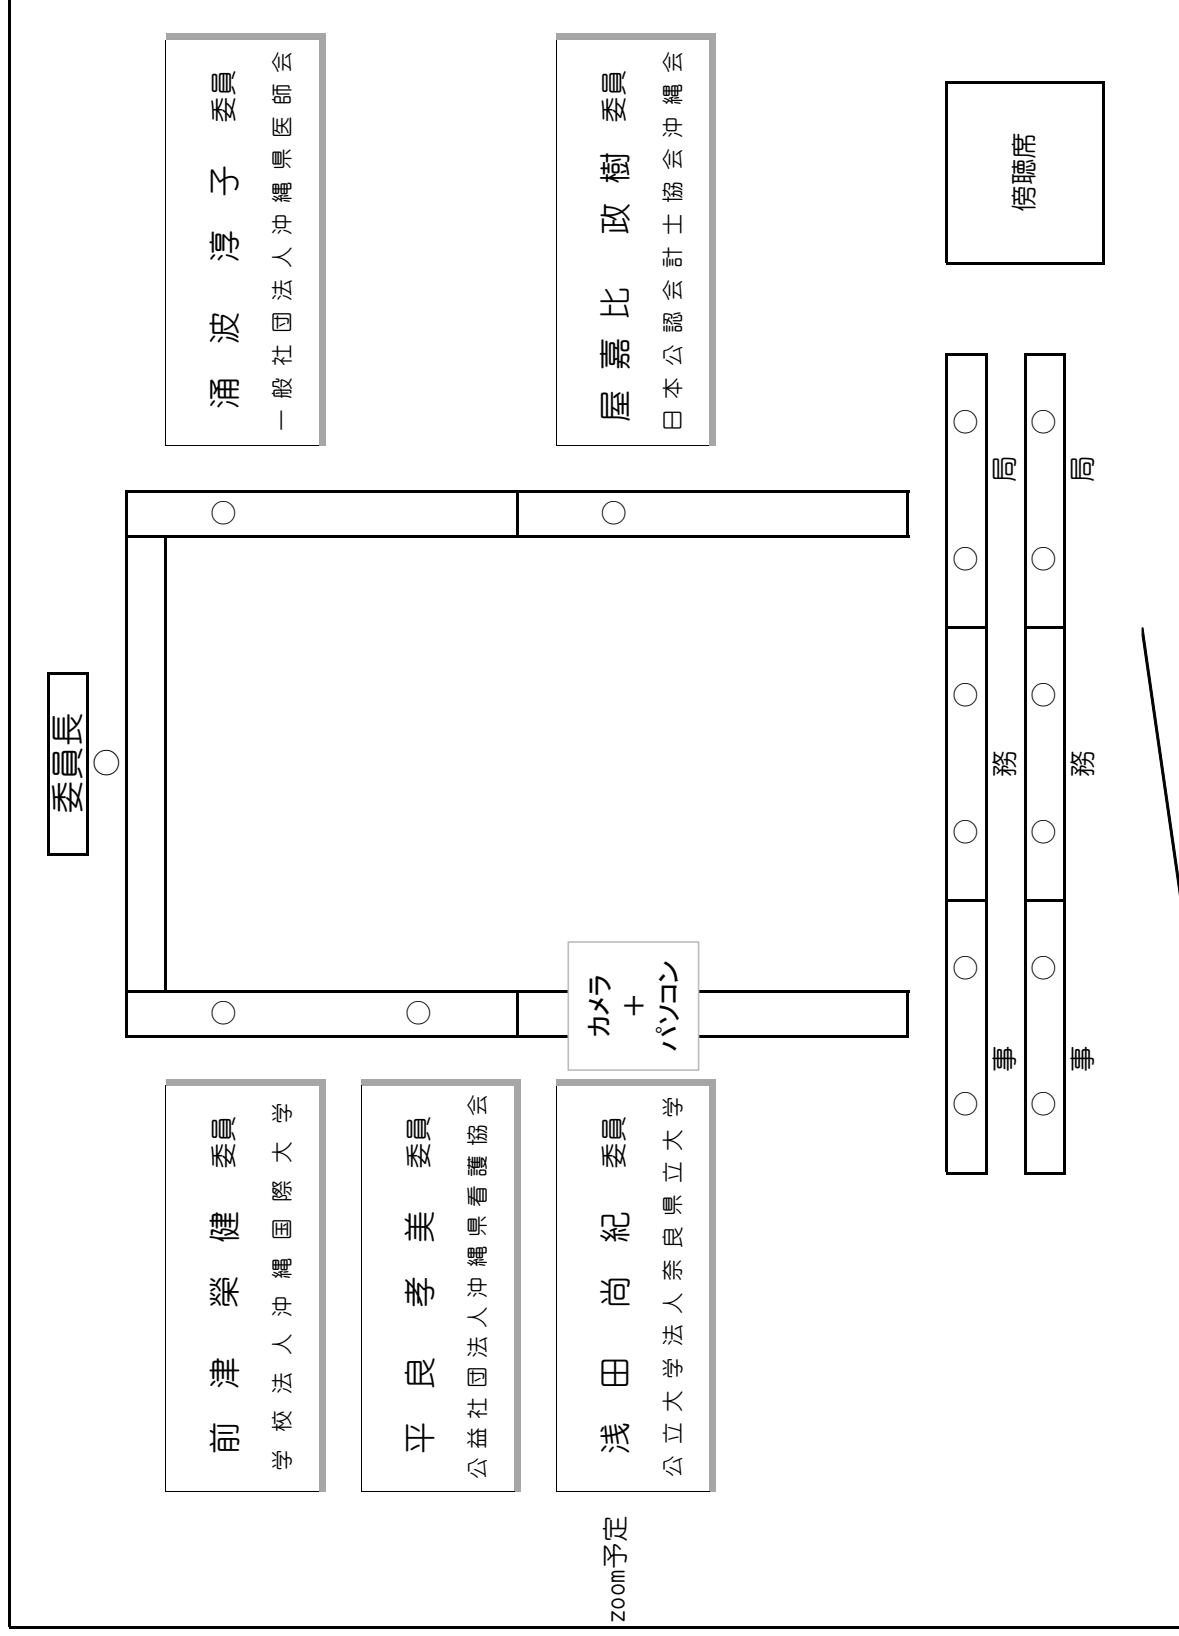 委員長
前津 榮健 委員
学校法人沖縄国際大学
涌波 淳子 委員
一般社団法人沖縄県医師会
平良 孝美 委員
公益社団法人沖縄県看護協会
zoom予定
浅田 尚紀 委員
公立大学法人奈良県立大学
カメラ
＋
パソコン
屋嘉比 政樹 委員
日本公認会計士協会沖縄会
事務局
事務局
傍聴席